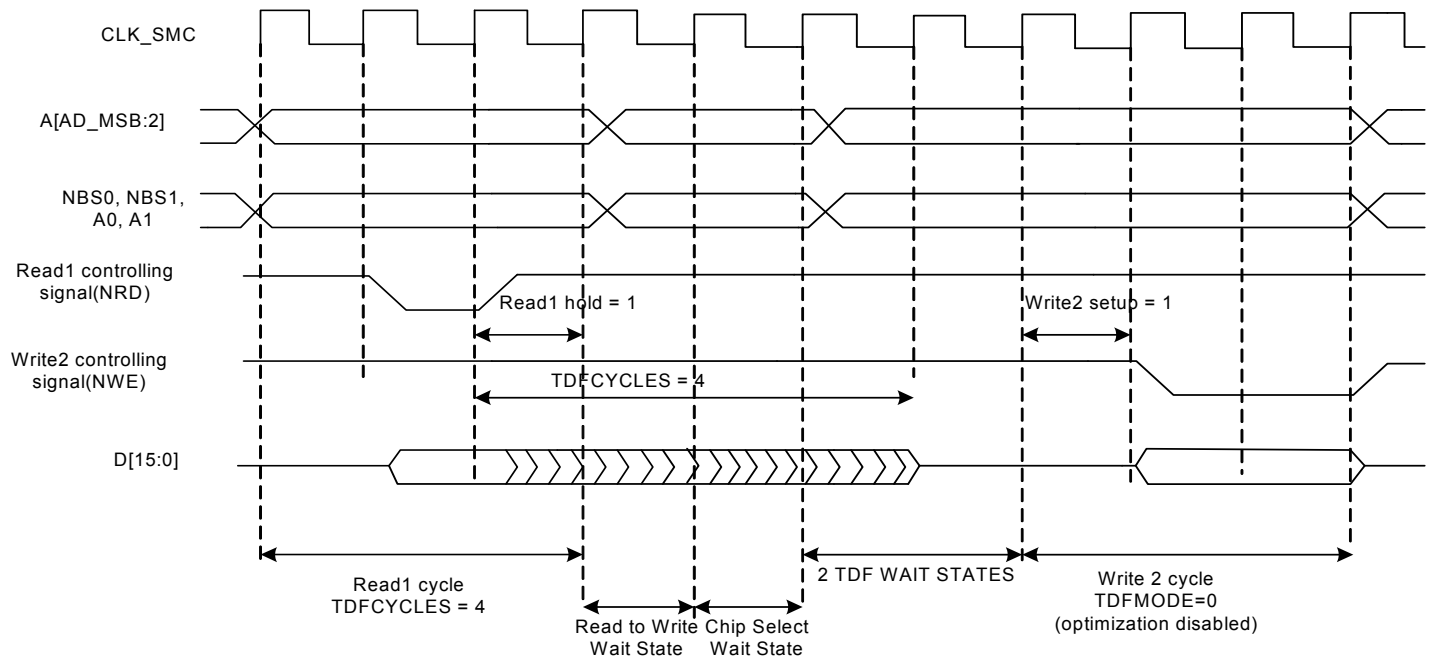 CLK_SMC
A[AD_MSB:2]
NBS0, NBS1,
A0, A1
Read1 controlling
signal(NRD)
Read1 hold = 1
Write2 setup = 1
Write2 controlling
signal(NWE)
TDFCYCLES = 4
D[15:0]
Read1 cycle
TDFCYCLES = 4
2 TDF WAIT STATES
Write 2 cycle
TDFMODE=0
(optimization disabled)
Read to Write
Wait State
Chip Select
Wait State